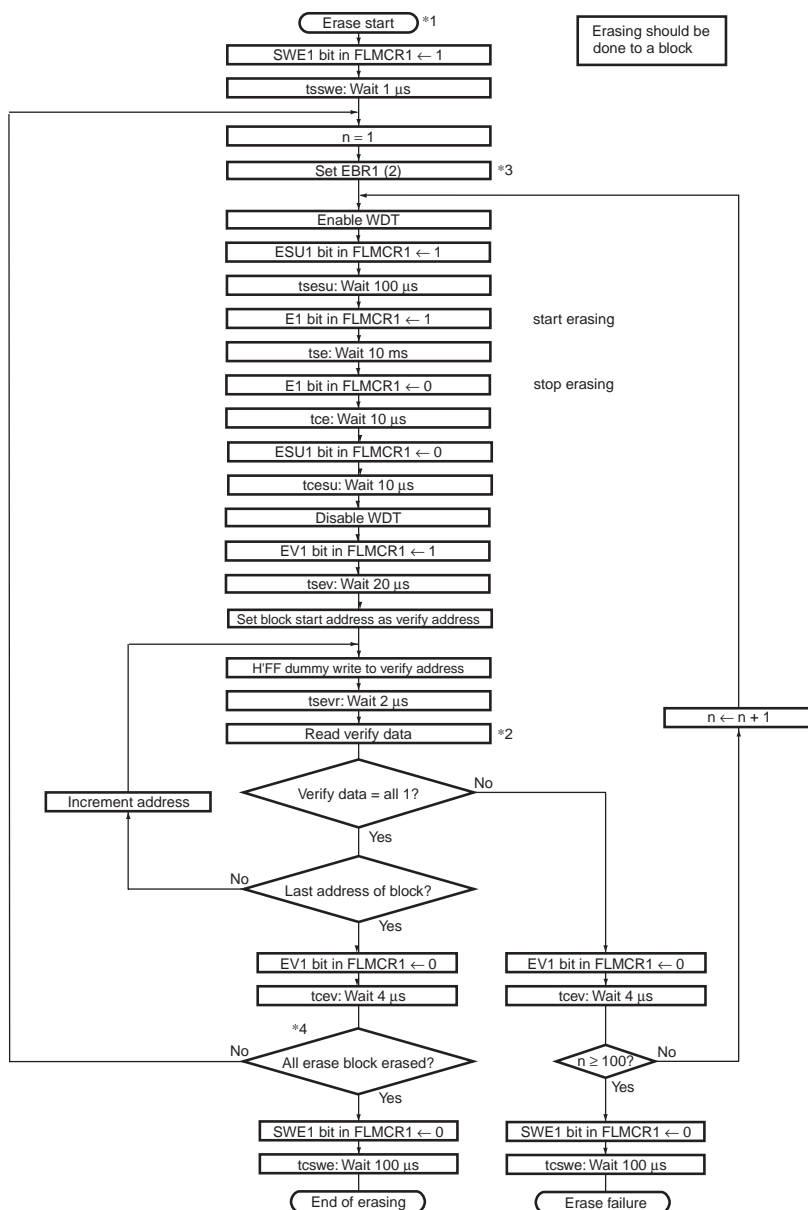 Erase start
*1
Erasing should be
done to a block
SWE1 bit in FLMCR1 ← 1
tsswe: Wait 1 μs
n = 1
Set EBR1 (2)
*3
Enable WDT
ESU1 bit in FLMCR1 ← 1
tsesu: Wait 100 μs
E1 bit in FLMCR1 ← 1
start erasing
tse: Wait 10 ms
E1 bit in FLMCR1 ← 0
stop erasing
tce: Wait 10 μs
ESU1 bit in FLMCR1 ← 0
tcesu: Wait 10 μs
Disable WDT
EV1 bit in FLMCR1 ← 1
tsev: Wait 20 μs
Set block start address as verify address
H'FF dummy write to verify address
tsevr: Wait 2 μs
Read verify data
*2
n ← n + 1
Increment address
Verify data = all 1?
No
Yes
No
Last address of block?
Yes
EV1 bit in FLMCR1 ← 0
EV1 bit in FLMCR1 ← 0
tcev: Wait 4 μs
tcev: Wait 4 μs
*4
No
All erase block erased?
n ≥ 100?
No
Yes
Yes
SWE1 bit in FLMCR1 ← 0
SWE1 bit in FLMCR1 ← 0
tcswe: Wait 100 μs
tcswe: Wait 100 μs
End of erasing
Erase failure